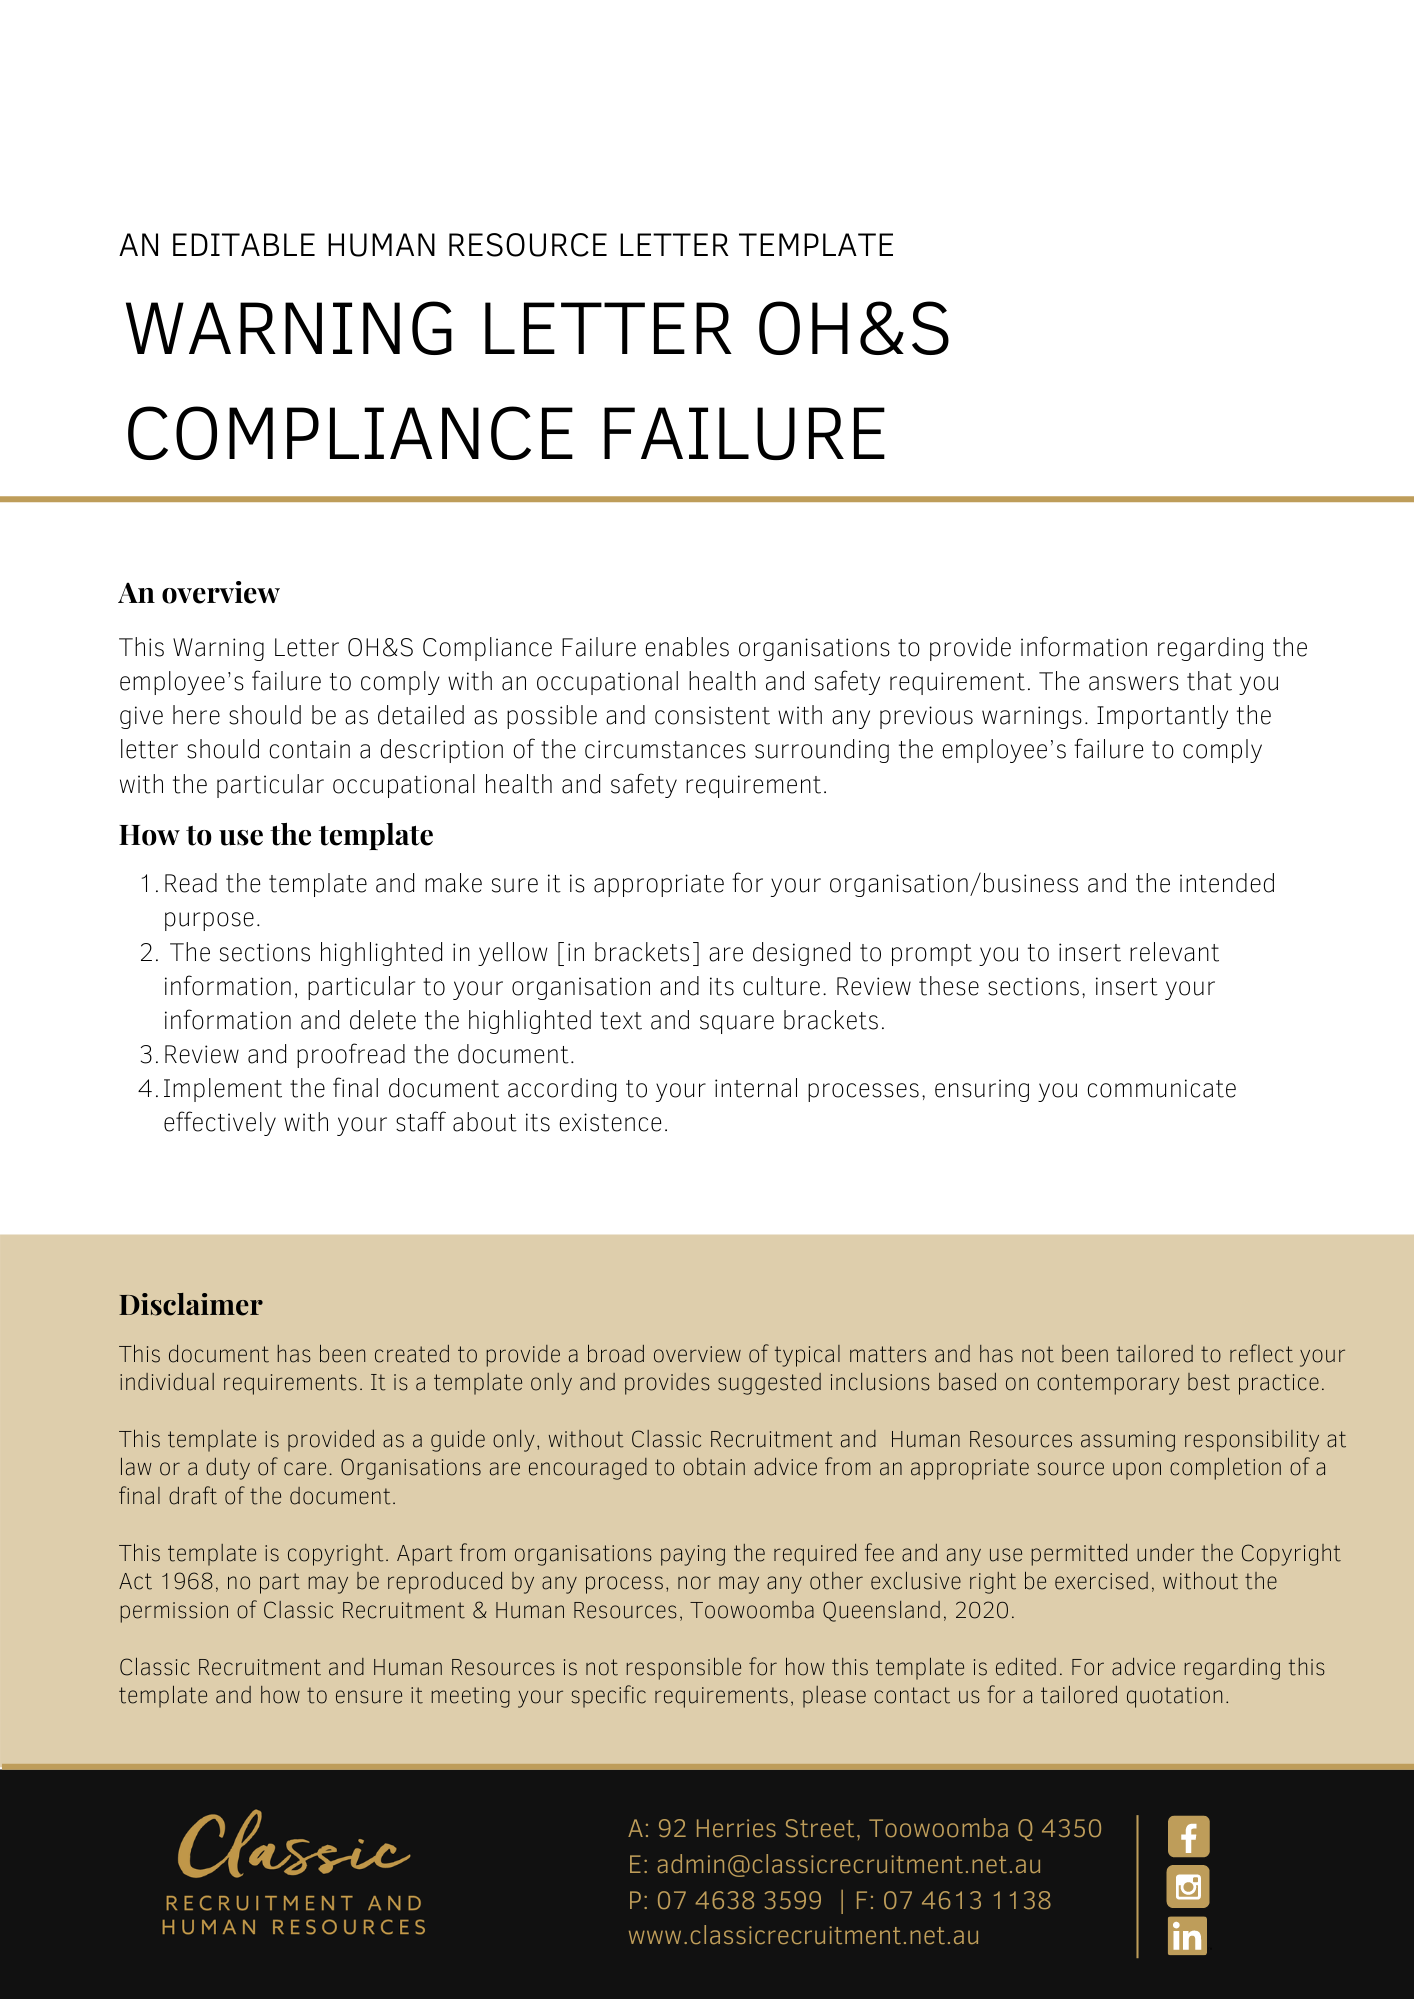 AN EDITABLE HUMAN RESOURCE LETTER TEMPLATE
WARNING LETTER OH&S
COMPLIANCE FAILURE
An overview
This Warning Letter OH&S Compliance Failure enables organisations to provide information regarding the
employee's failure to comply with an occupational health and safety requirement. The answers that you
give here should be as detailed as possible and consistent with any previous warnings. Importantly the
letter should contain a description of the circumstances surrounding the employee's failure to comply
with the particular occupational health and safety requirement.
How to use the template
1. Read the template and make sure it is appropriate for your organisation/business and the intended
purpose.
2. The sections highlighted in yellow [in brackets] are designed to prompt you to insert relevant
information, particular to your organisation and its culture. Review these sections, insert your
information and delete the highlighted text and square brackets.
3. Review and proofread the document.
4. Implement the final document according to your internal processes, ensuring you communicate
effectively with your staff about its existence.
Disclaimer
This document has been created to provide a broad overview of typical matters and has not been tailored to reflect your
individual requirements. It is a template only and provides suggested inclusions based on contemporary best practice.
This template is provided as a guide only, without Classic Recruitment and Human Resources assuming responsibility at
law or a duty of care. Organisations are encouraged to obtain advice from an appropriate source upon completion of a
final draft of the document.
This template is copyright. Apart from organisations paying the required fee and any use permitted under the Copyright
Act 1968, no part may be reproduced by any process, nor may any other exclusive right be exercised, without the
permission of Classic Recruitment & Human Resources, Toowoomba Queensland, 2020.
Classic Recruitment and Human Resources is not responsible for how this template is edited. For advice regarding this
template and how to ensure it meeting your specific requirements, please contact us for a tailored quotation.
Classic
RECRUITMENT AND
HUMAN RESOURCES
A: 92 Herries Street, Toowoomba Q 4350
E: admin@classicrecruitment.net.au
P: 07 4638 3599 | F: 07 4613 1138
www.classicrecruitment.net.au